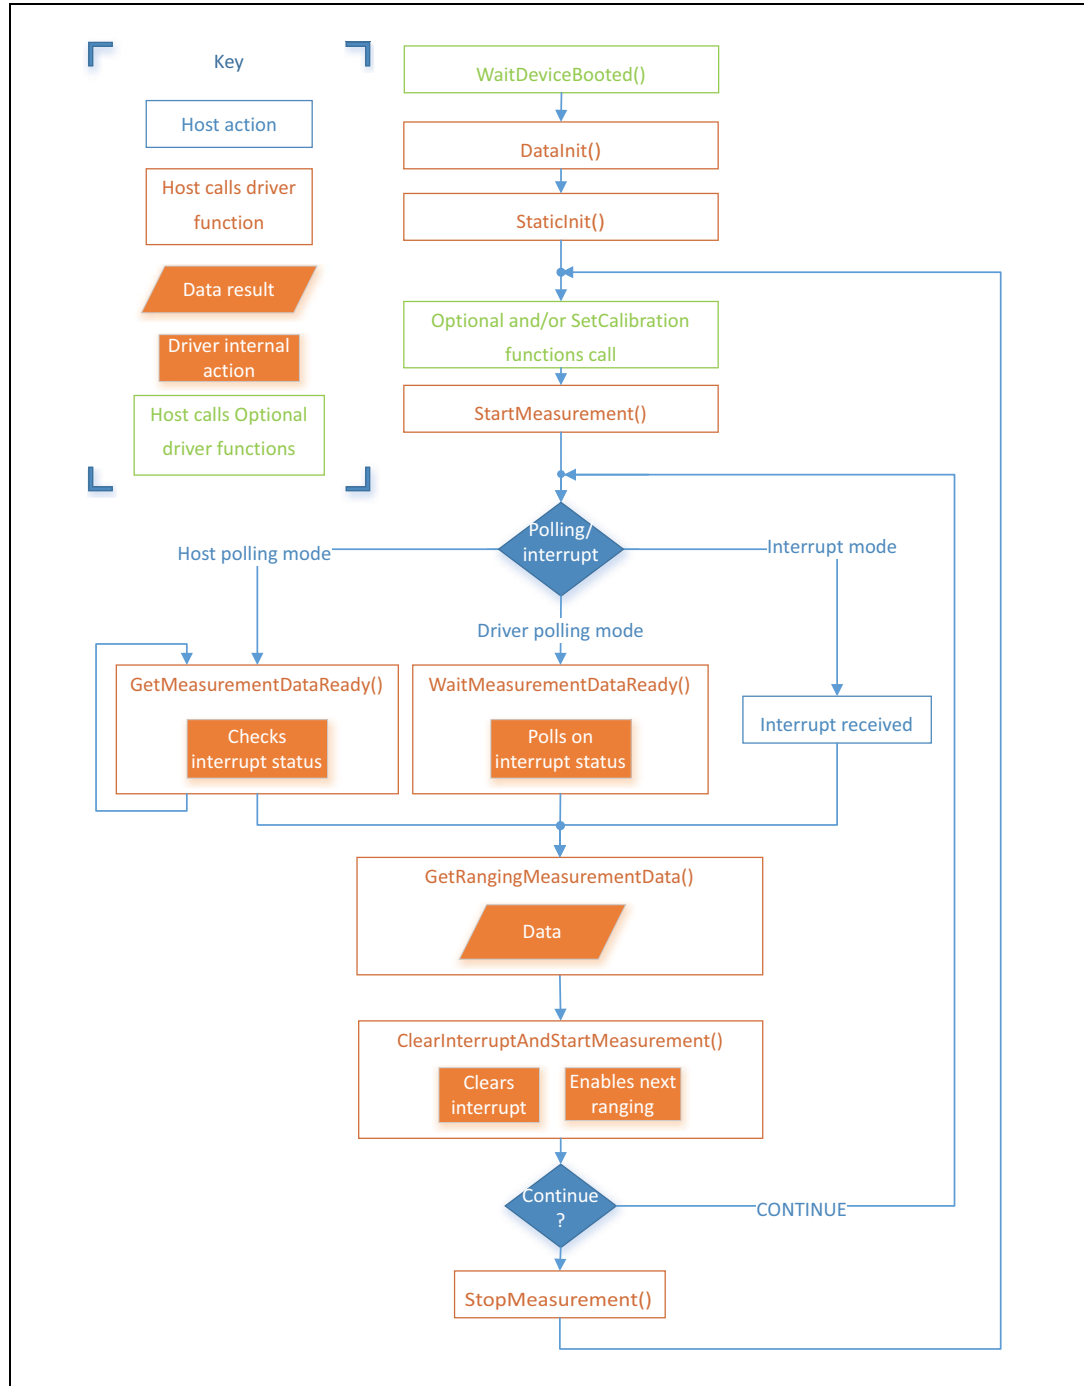 Key
Host action
Host calls driver
function
Data result
Driver internal
action
Host calls Optional
driver functions
WaitDeviceBooted()
DataInit()
StaticInit()
Optional and/or SetCalibration
functions call
StartMeasurement()
Polling/
interrupt
Host polling mode
Interrupt mode
Driver polling mode
GetMeasurementDataReady()
Checks
interrupt status
WaitMeasurementDataReady()
Polls on
interrupt status
Interrupt received
GetRangingMeasurementData()
Data
ClearInterruptAndStartMeasurement()
Clears
interrupt
Enables next
ranging
Continue
?
CONTINUE
StopMeasurement()